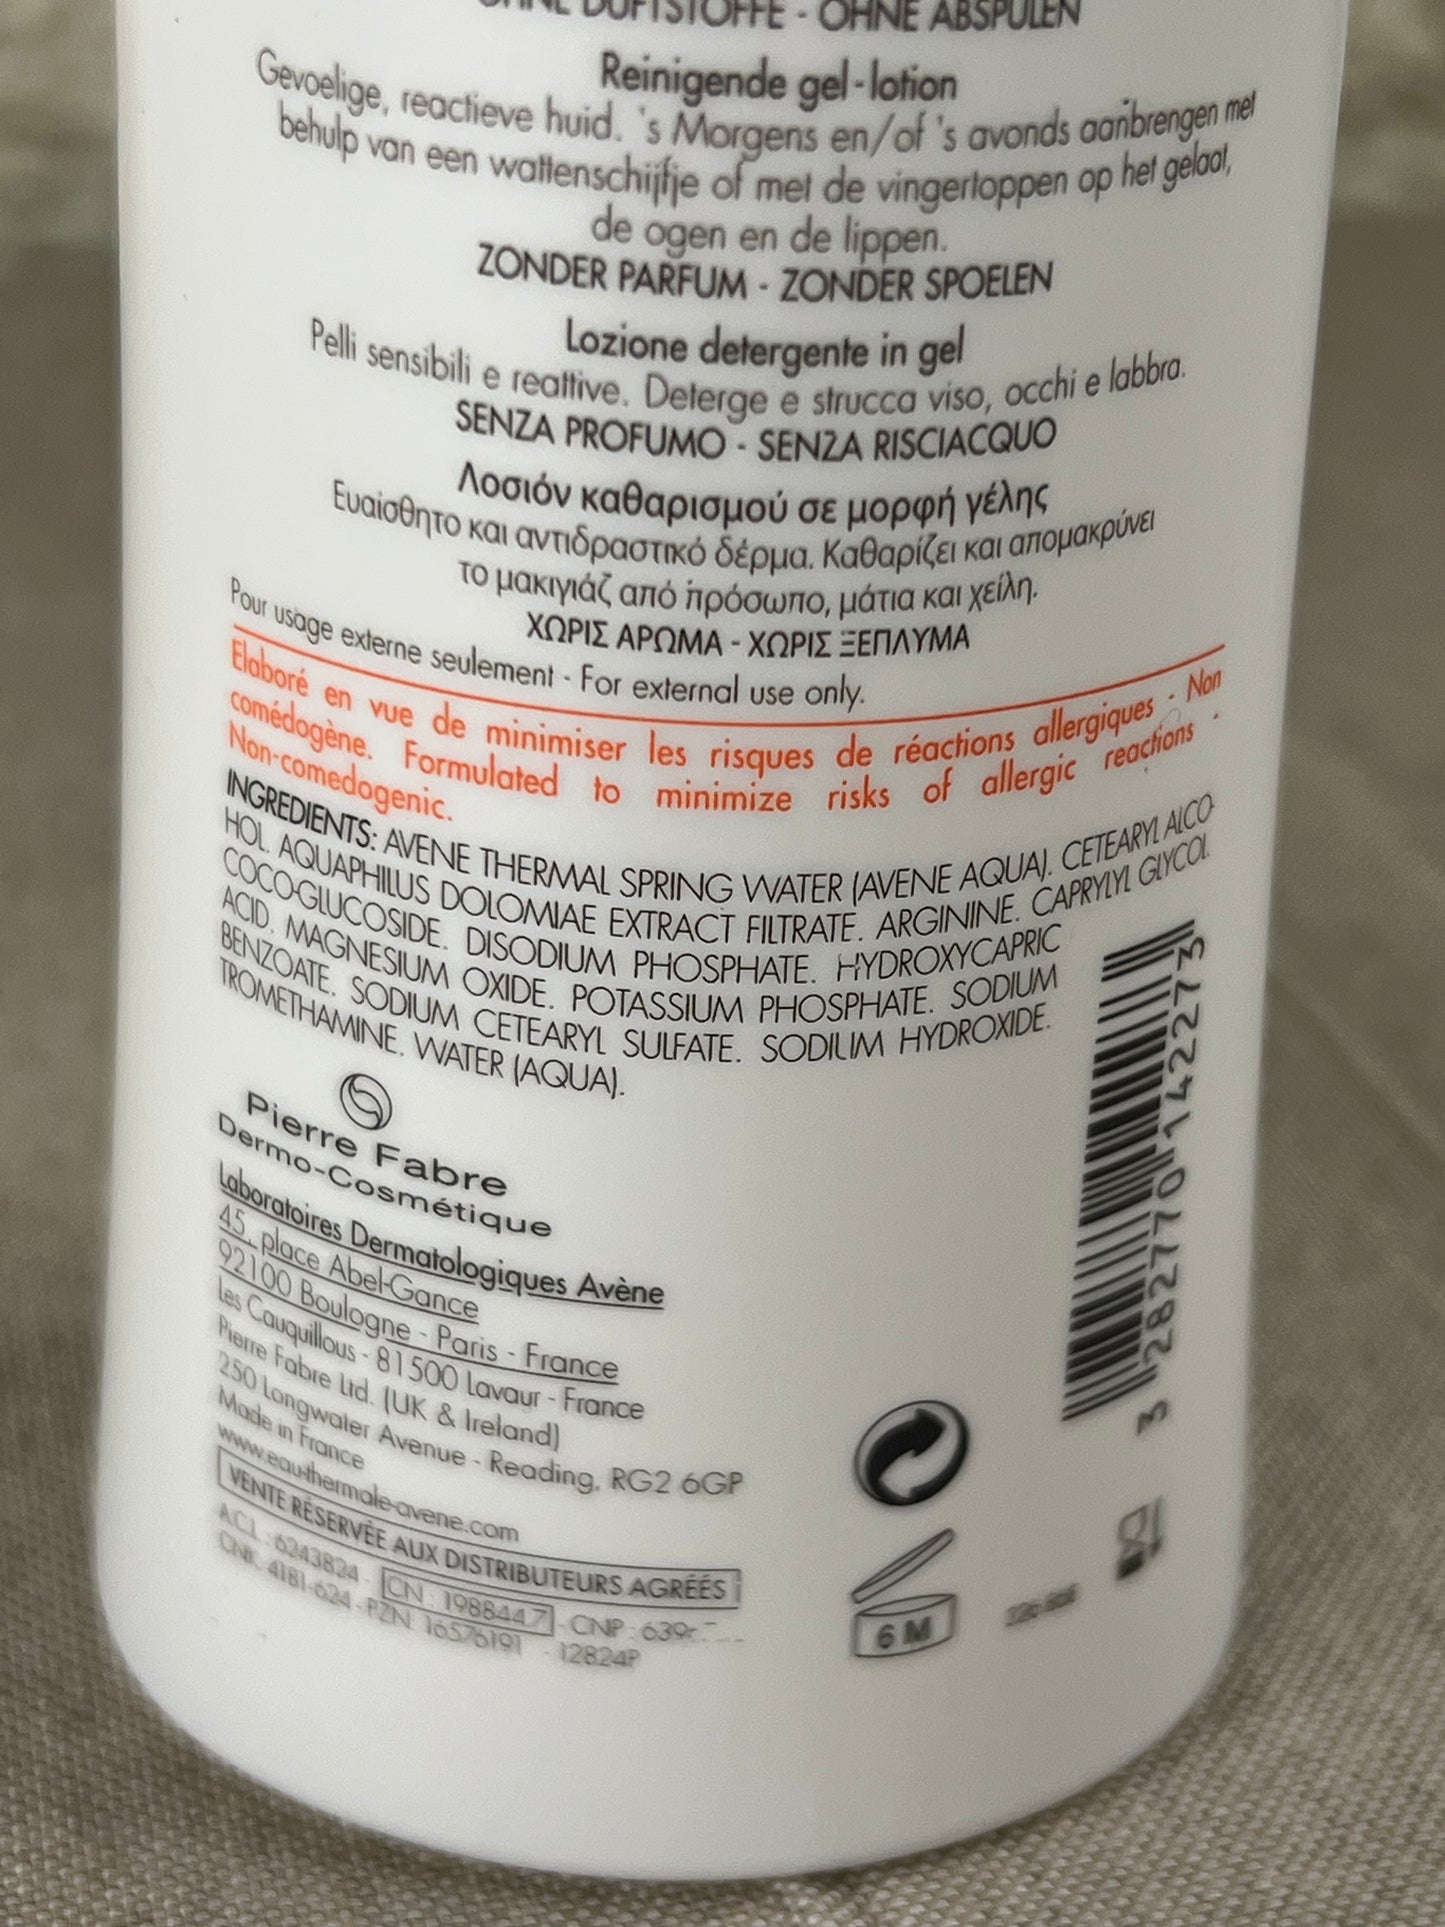 OHNE DUFTSTOFFE - OHNE ABSPÜLEN
Reinigende gel-lotion
Gevoelige, reactieve huid. 's Morgens en/of 's avonds aanbrengen met
behulp van een wattenschijfje of met de vingertoppen op het gelaat,
de ogen en de lippen.
ZONDER PARFUM - ZONDER SPOELEN
Lozione detergente in gel
Pelli sensibili e reattive. Deterge e strucca viso, occhi e labbra.
SENZA PROFUMO - SENZA RISCIACQUO
Λοσιόν καθαρισμού σε μορφή γέλης
Ευαίσθητο και αντιδραστικό δέρμα. Καθαρίζει και απομακρύνει
το μακιγιάζ από πρόσωπο, μάτια και χείλη.
ΧΩΡΙΣ ΑΡΩΜΑ - ΧΩΡΙΣ ΞΕΠΛΥΜΑ
Pour usage externe seulement - For external use only.
Elaboré en vue de minimiser les risques de réactions allergiques - Non
comédogène. Formulated to minimize risks of allergic reactions -
Non-comedogenic.
INGREDIENTS: AVENE THERMAL SPRING WATER (AVENE AQUA). CETEARYL ALCO-
HOL. AQUAPHILUS DOLOMIAE EXTRACT FILTRATE. ARGININE. CAPRYLYL GLYCOL.
COCO-GLUCOSIDE. DISODIUM PHOSPHATE. HYDROXYCAPRIC
ACID. MAGNESIUM OXIDE. POTASSIUM PHOSPHATE. SODIUM
BENZOATE. SODIUM CETEARYL SULFATE. SODIUM HYDROXIDE.
TROMETHAMINE. WATER (AQUA).
Pierre Fabre
Dermo-Cosmétique
Laboratoires Dermatologiques Avène
45, place Abel-Gance
92100 Boulogne - Paris - France
Les Cauquillous - 81500 Lavaur - France
Pierre Fabre Ltd. (UK & Ireland)
250 Longwater Avenue - Reading, RG2 6GP
Made in France
www.eau-thermale-avene.com
VENTE RÉSERVÉE AUX DISTRIBUTEURS AGRÉÉS
A.C.L. : 6243824 - CN : 198844.7 - CNP : 639
CNK 4181-624 - PZN 16576191 - 12824P
3 282770 142273
6 M